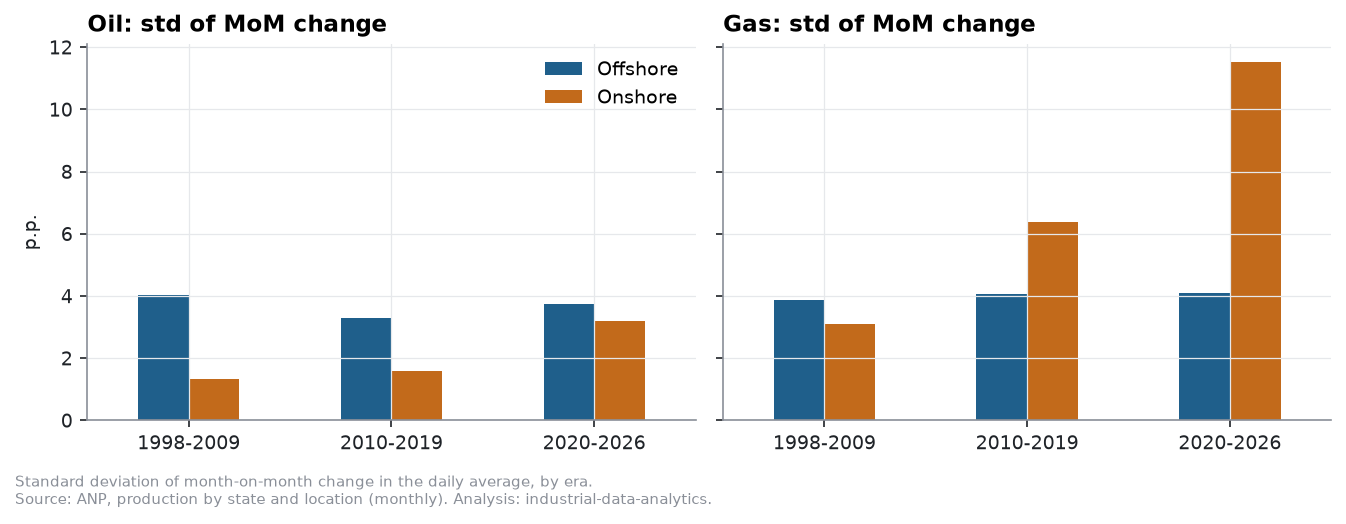 Oil: std of MoM change
Gas: std of MoM change
Offshore
Onshore
p.p.
12
10
8
6
4
2
0
1998-2009
2010-2019
2020-2026
1998-2009
2010-2019
2020-2026
Standard deviation of month-on-month change in the daily average, by era.
Source: ANP, production by state and location (monthly). Analysis: industrial-data-analytics.